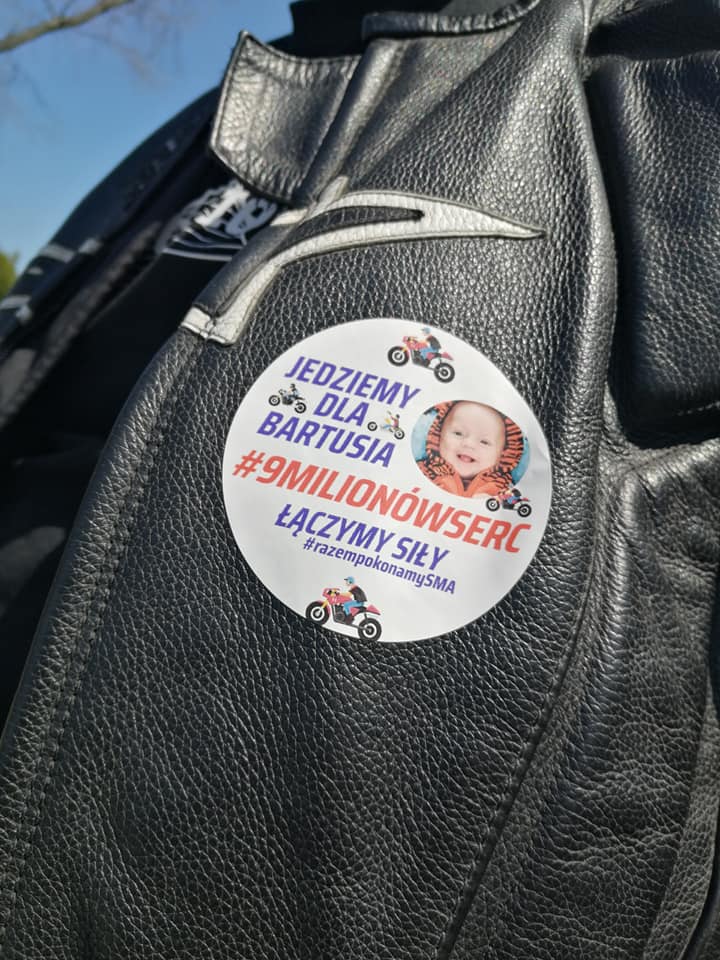 JEDZIEMY
DLA
BARTUSIA
#9MILIONÓWSERC
ŁĄCZYMY SIŁY
#razempokonamySMA